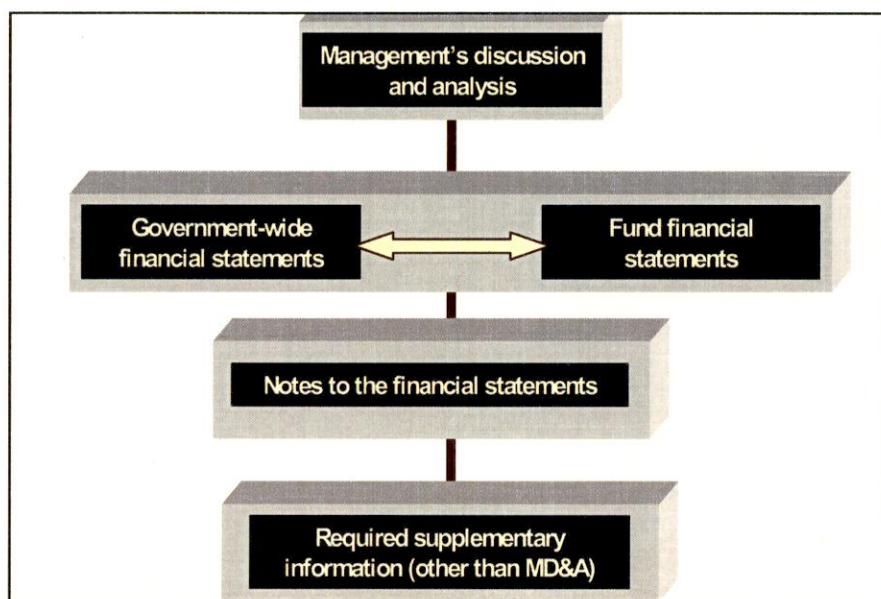 Management's discussion
and analysis
Government-wide
financial statements
Fund financial
statements
Notes to the financial statements
Required supplementary
information (other than MD&A)